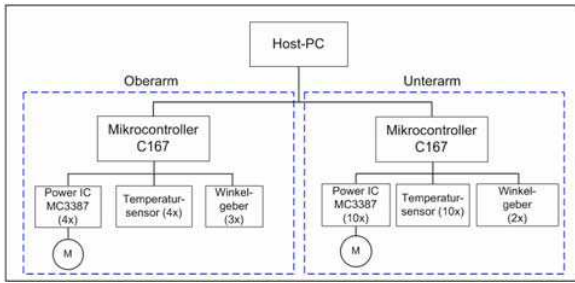 Host-PC
Oberarm
Unterarm
Mikrocontroller
C167
Mikrocontroller
C167
Power IC
MC3387
(4x)
Temperatur-
sensor (4x)
Winkel-
geber
(3x)
Power IC
MC3387
(10x)
Temperatur-
sensor (10x)
Winkel-
geber (2x)
M
M